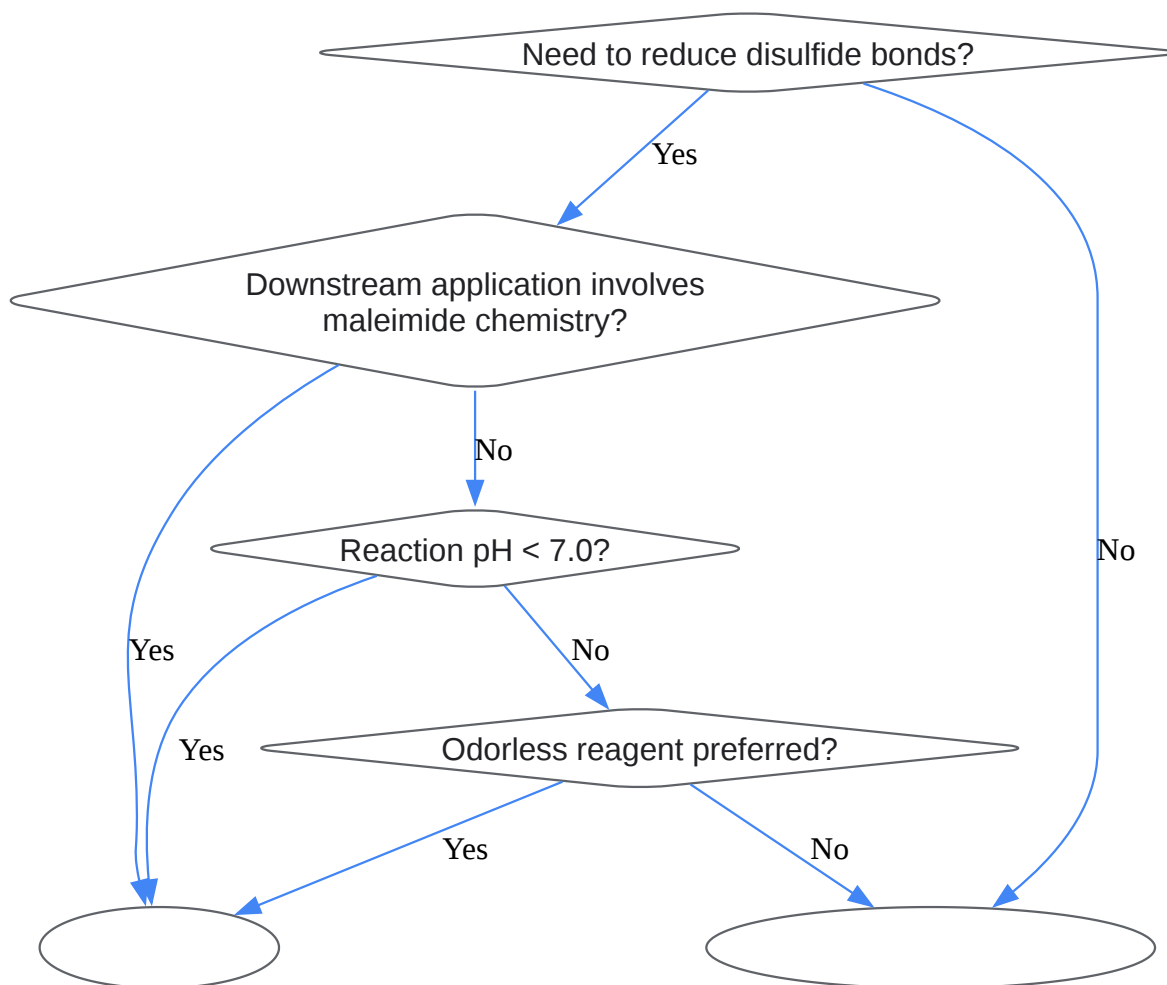 Need to reduce disulfide bonds?
Yes
Downstream application involves
maleimide chemistry?
No
Reaction pH < 7.0?
No
Yes
No
Yes
Odorless reagent preferred?
Yes
No